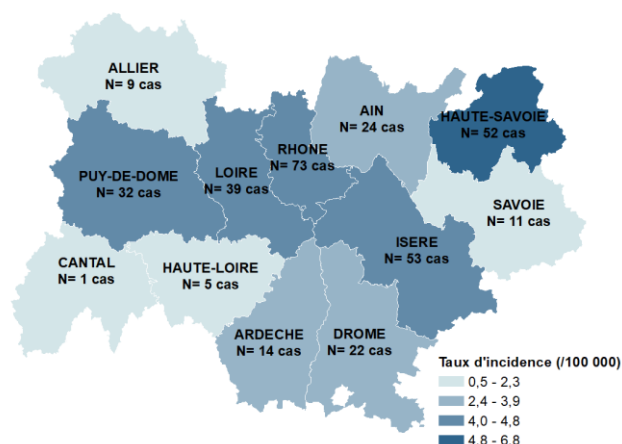 ALLIER
N= 9 cas
AIN
N= 24 cas
HAUTE-SAVOIE
N= 52 cas
PUY-DE-DOME
N= 32 cas
LOIRE
N= 39 cas
RHONE
N= 73 cas
SAVOIE
N= 11 cas
ISERE
N= 53 cas
CANTAL
N= 1 cas
HAUTE-LOIRE
N= 5 cas
ARDECHE
N= 14 cas
DROME
N= 22 cas
Taux d'incidence (/100 000)
0,5 - 2,3
2,4 - 3,9
4,0 - 4,8
4,8 - 6,8